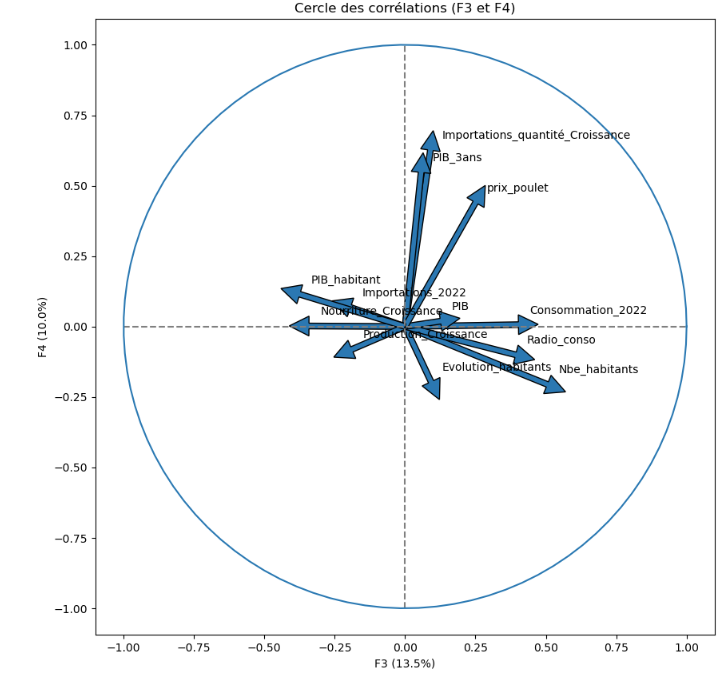 Cercle des corrélations (F3 et F4)
1.00
0.75
Importations_quantité_Croissance
PIB_3ans
0.50
prix_poulet
0.25
PIB_habitant
Importations_2022
Nourriture_Croissance
PIB
Consommation_2022
0.00
Production_Croissance
Radio_conso
Evolution_habitants
Nbe_habitants
−0.25
−0.50
−0.75
−1.00
F4 (10.0%)
−1.00 −0.75 −0.50 −0.25 0.00 0.25 0.50 0.75 1.00
F3 (13.5%)